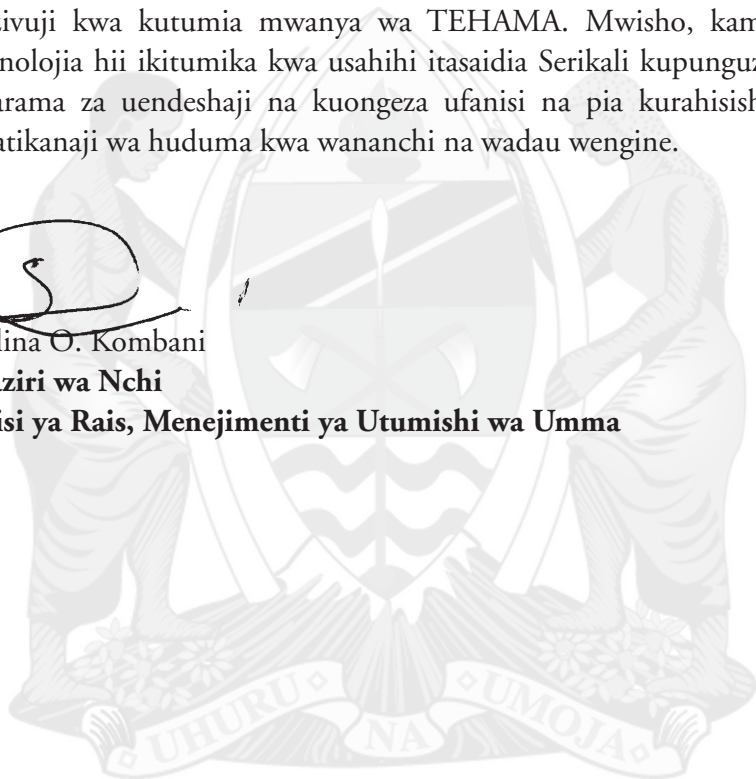 zivuji kwa kutumia mwanya wa TEHAMA. Mwisho, kam
nolojia hii ikitumika kwa usahihi itasaidia Serikali kupunguz
arama za uendeshaji na kuongeza ufanisi na pia kurahisish
atikanaji wa huduma kwa wananchi na wadau wengine.
lina O. Kombani
aziri wa Nchi
isi ya Rais, Menejimenti ya Utumishi wa Umma
UHURU NA UMOJA